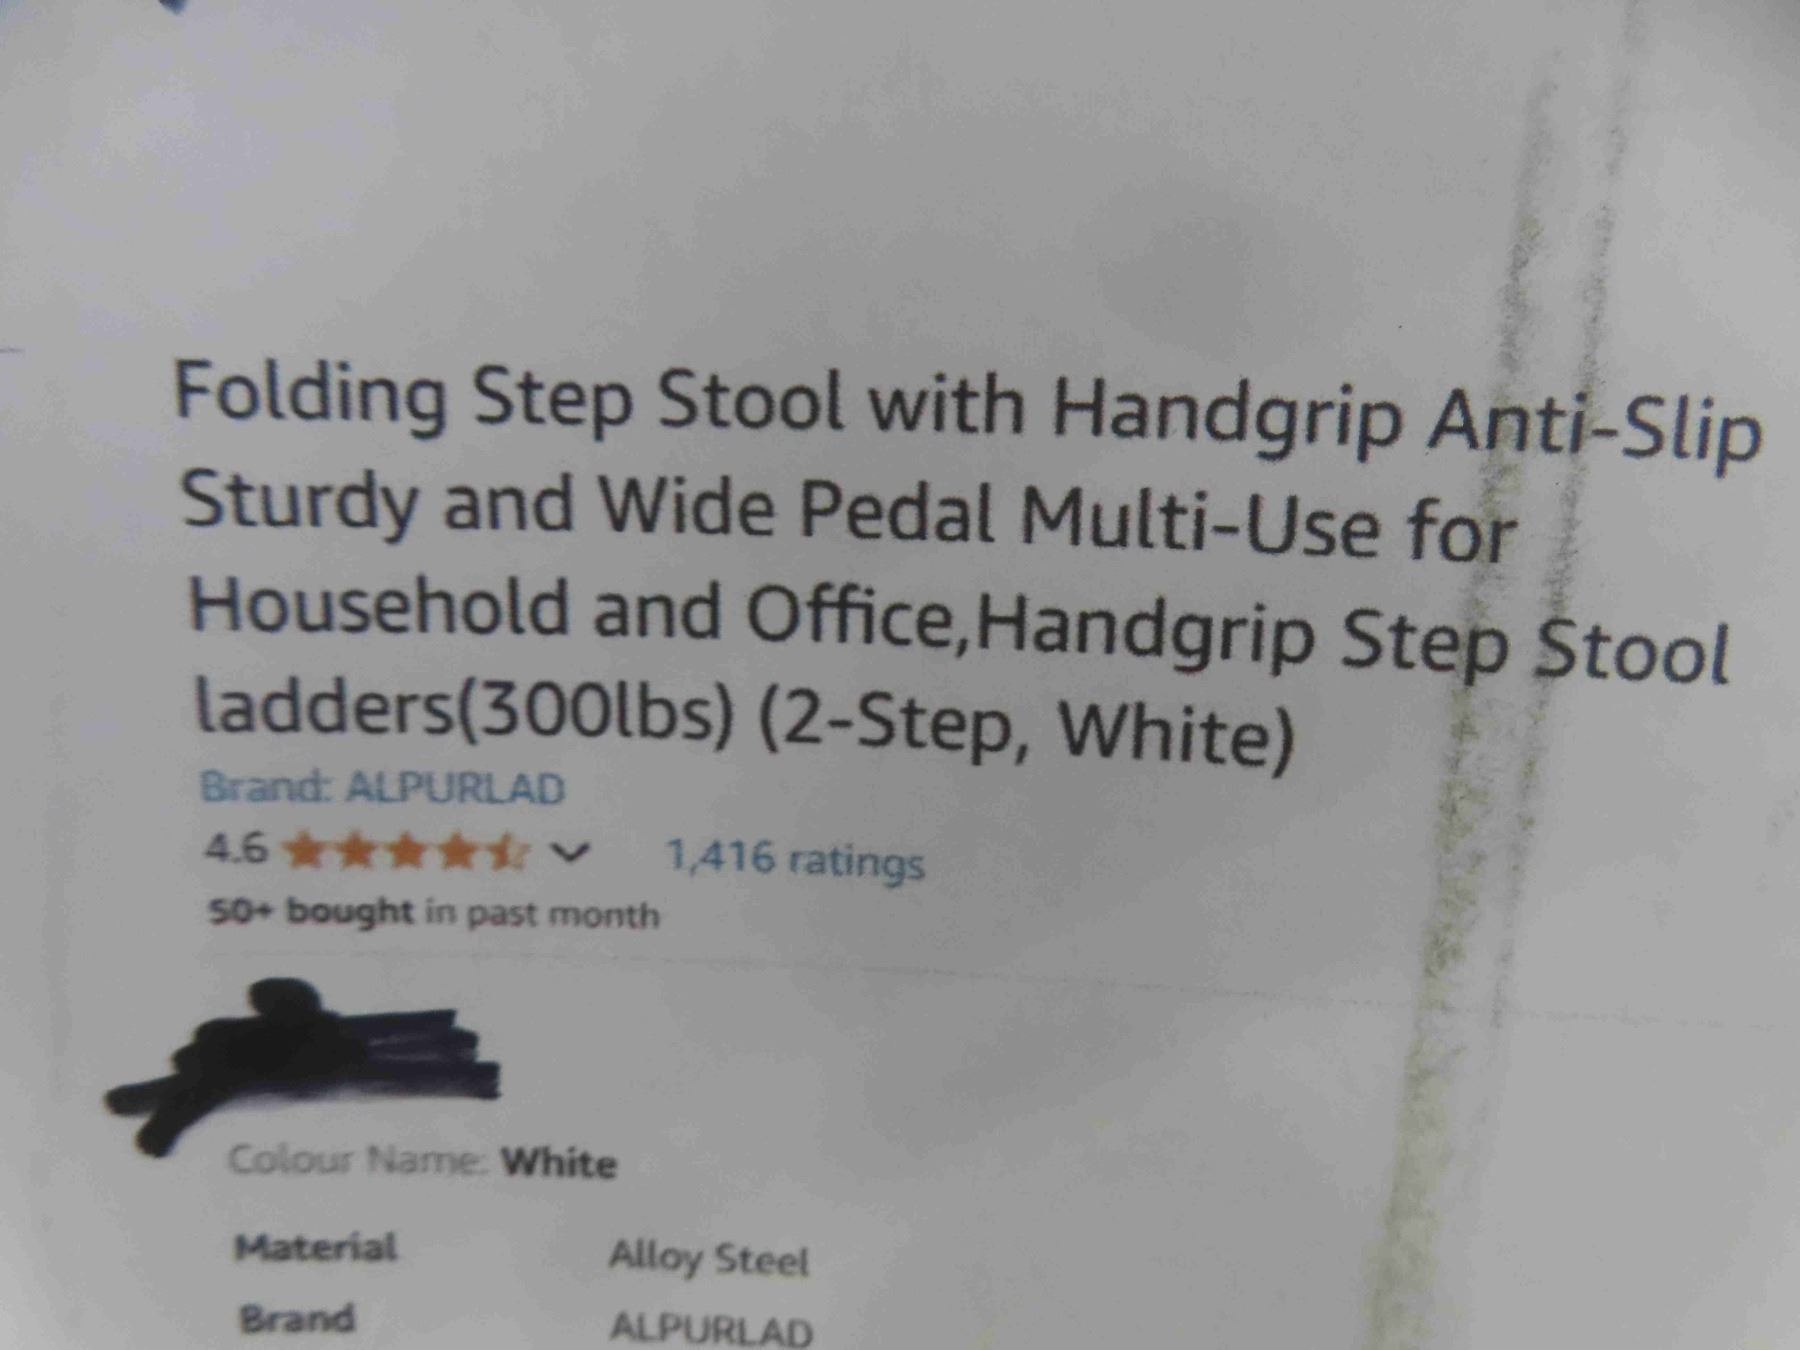 Folding Step Stool with Handgrip Anti-Slip
Sturdy and Wide Pedal Multi-Use for
Household and Office,Handgrip Step Stool
ladders(300lbs) (2-Step, White)
Brand: ALPURLAD
4.6 1,416 ratings
50+ bought in past month
Colour Name: White
Material Alloy Steel
Brand ALPURLAD